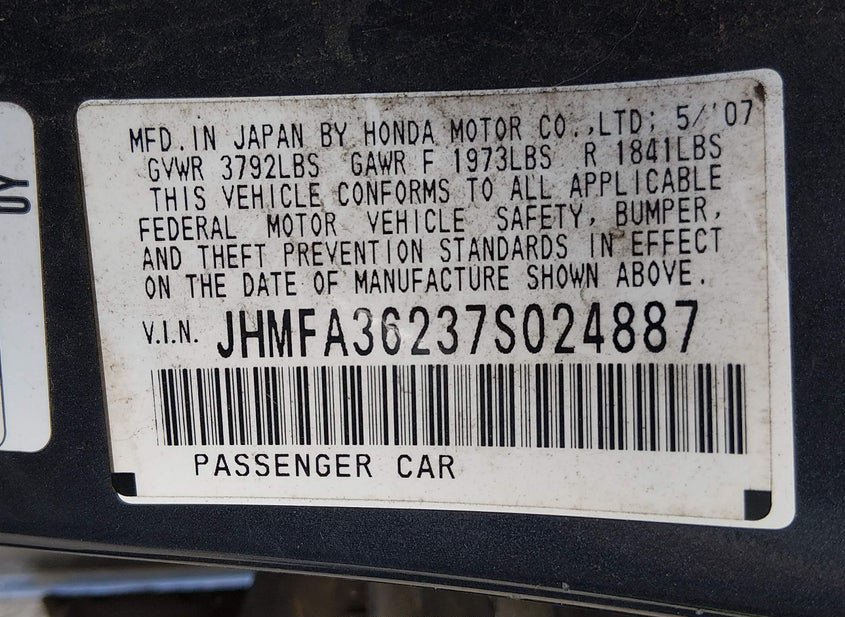 MFD.IN JAPAN BY HONDA MOTOR CO.,LTD; 5/'07
GVWR 3792LBS GAWR F 1973LBS R 1841LBS
THIS VEHICLE CONFORMS TO ALL APPLICABLE
FEDERAL MOTOR VEHICLE SAFETY, BUMPER,
AND THEFT PREVENTION STANDARDS IN EFFECT
ON THE DATE OF MANUFACTURE SHOWN ABOVE.
V.I.N. JHMFA36237S024887
PASSENGER CAR